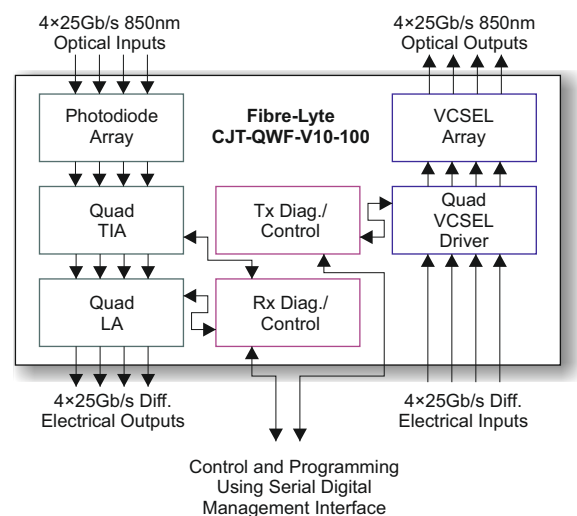 4×25Gb/s 850nm
Optical Inputs
4×25Gb/s 850nm
Optical Outputs
Photodiode
Array
Fibre-Lyte
CJT-QWF-V10-100
VCSEL
Array
Quad
TIA
Tx Diag./
Control
Quad
VCSEL
Driver
Quad
LA
Rx Diag./
Control
4×25Gb/s Diff.
Electrical Outputs
4×25Gb/s Diff.
Electrical Inputs
Control and Programming
Using Serial Digital
Management Interface